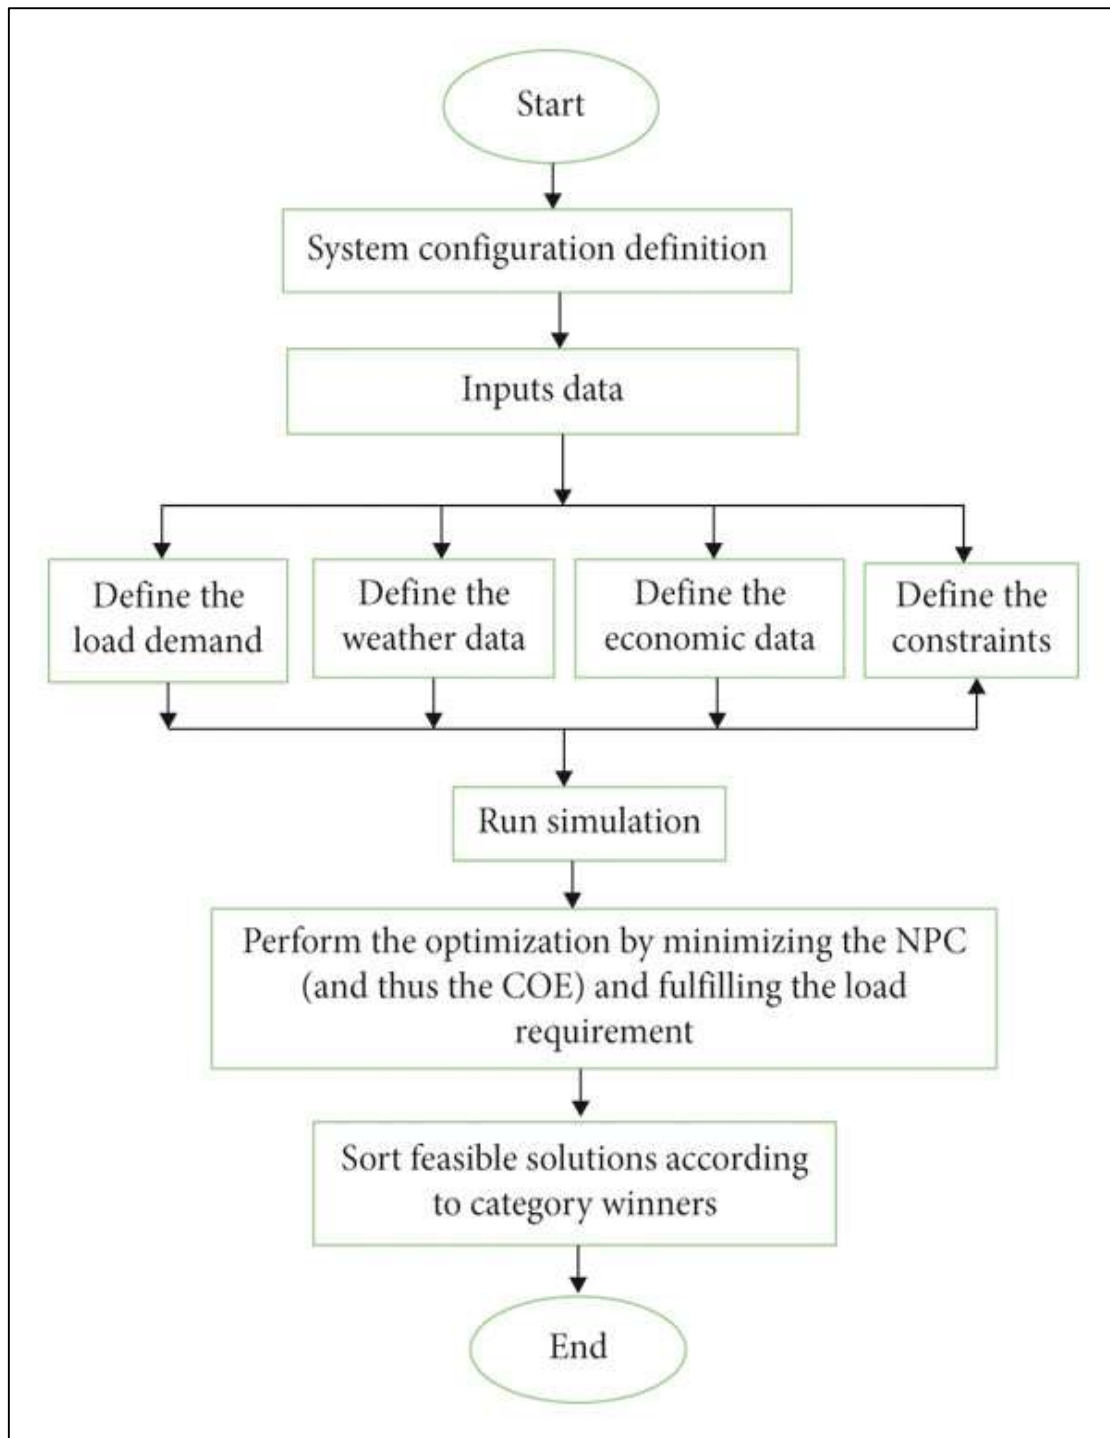 Start
System configuration definition
Inputs data
Define the
load demand
Define the
weather data
Define the
economic data
Define the
constraints
Run simulation
Perform the optimization by minimizing the NPC
(and thus the COE) and fulfilling the load
requirement
Sort feasible solutions according
to category winners
End